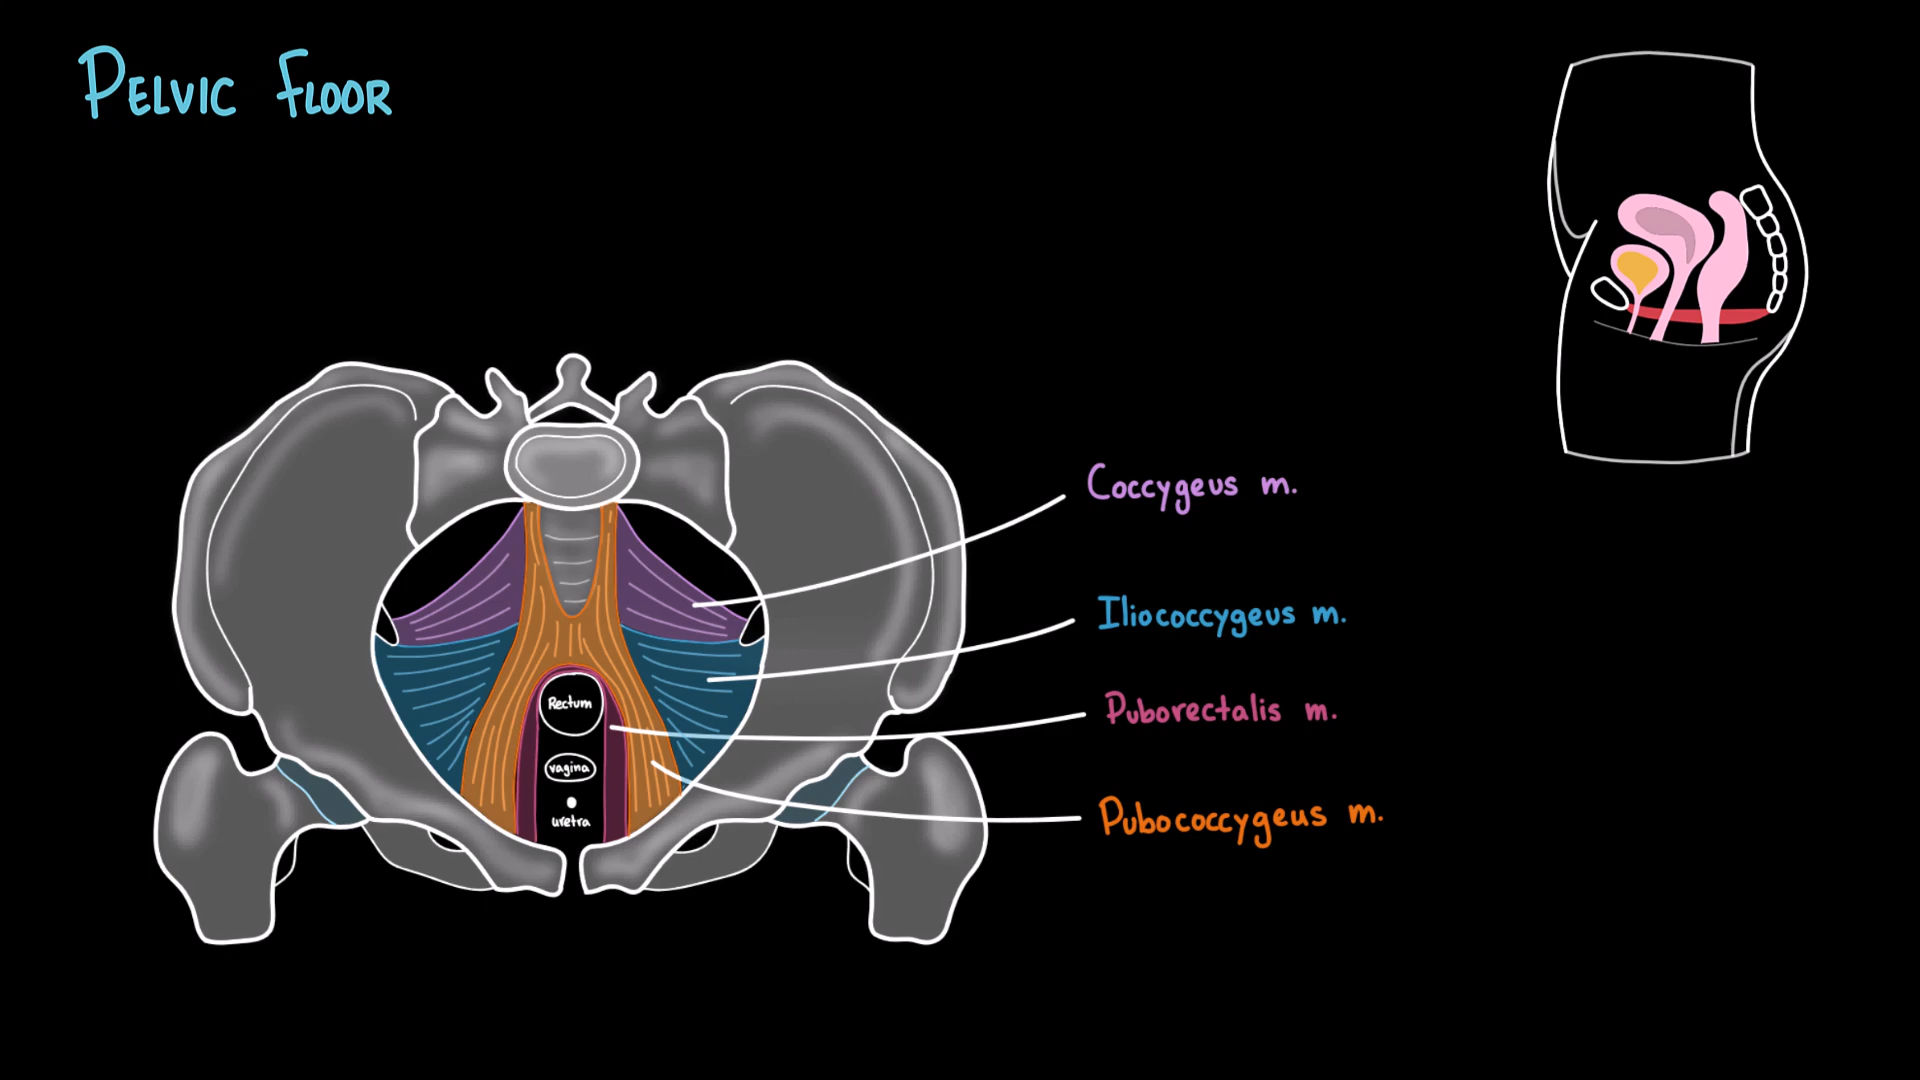 Pelvic Floor
Coccygeus m.
Iliococcygeus m.
Puborectalis m.
Pubococcygeus m.
Rectum
vagina
uretra